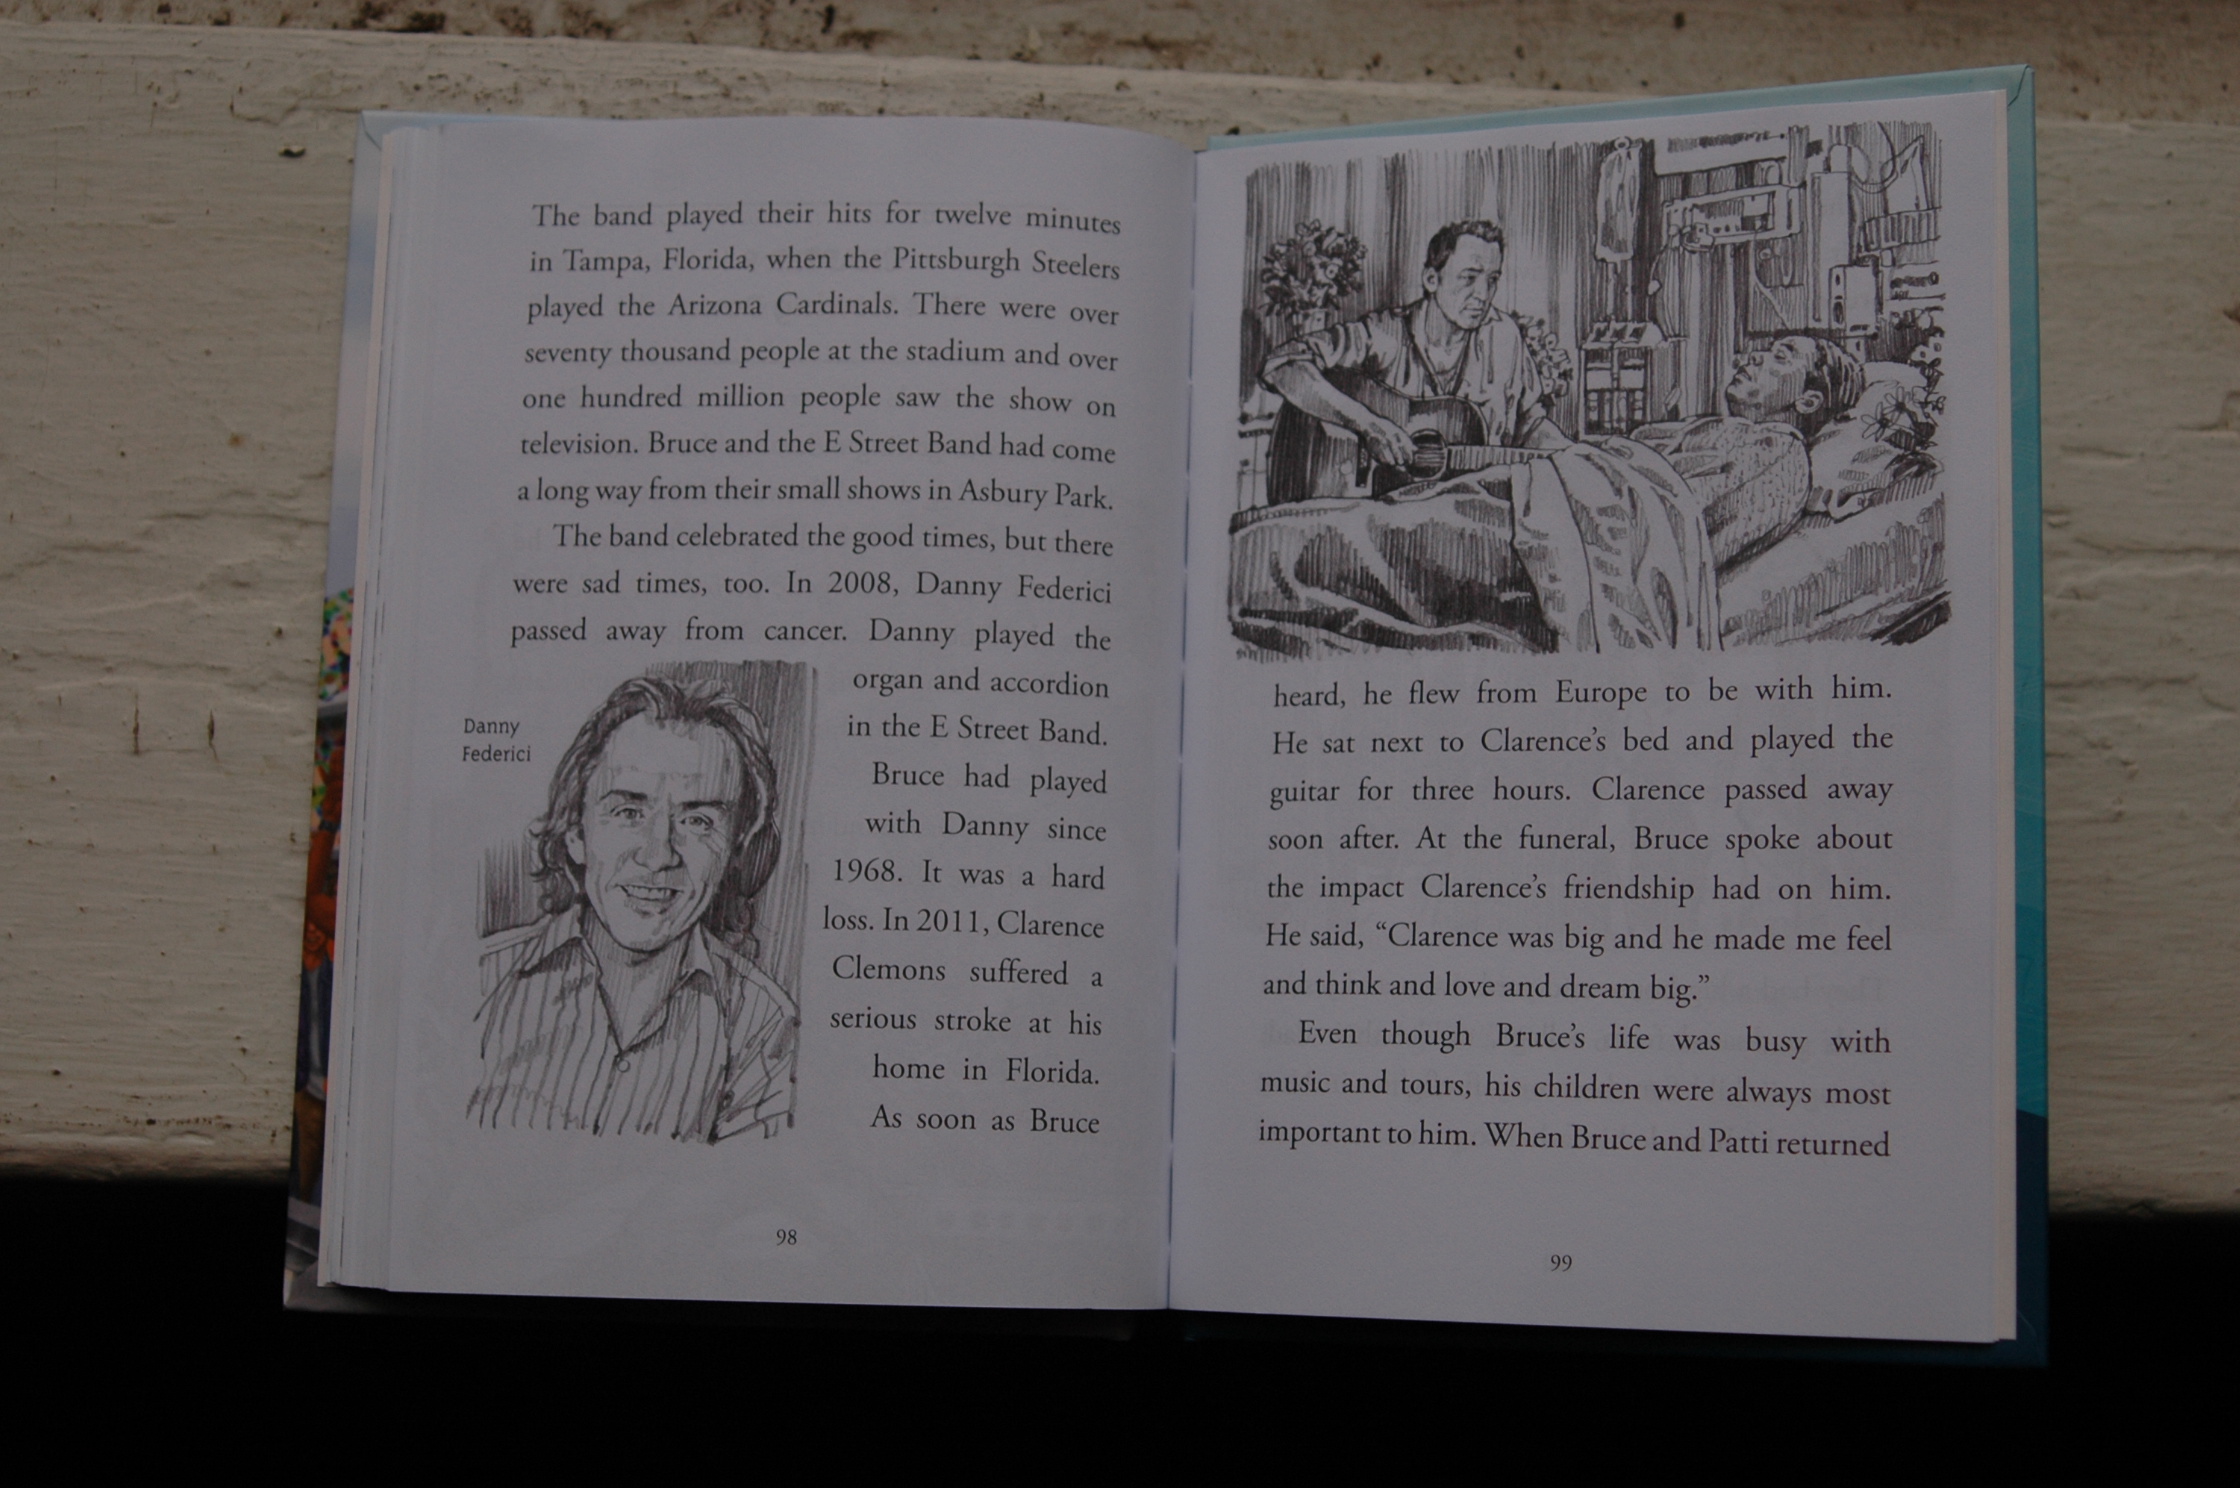 The band played their hits for twelve minutes
in Tampa, Florida, when the Pittsburgh Steelers
played the Arizona Cardinals. There were over
seventy thousand people at the stadium and over
one hundred million people saw the show on
television. Bruce and the E Street Band had come
a long way from their small shows in Asbury Park.
The band celebrated the good times, but there
were sad times, too. In 2008, Danny Federici
passed away from cancer. Danny played the
organ and accordion
in the E Street Band.
Bruce had played
with Danny since
1968. It was a hard
loss. In 2011, Clarence
Clemons suffered a
serious stroke at his
home in Florida.
As soon as Bruce
Danny
Federici
98
heard, he flew from Europe to be with him.
He sat next to Clarence’s bed and played the
guitar for three hours. Clarence passed away
soon after. At the funeral, Bruce spoke about
the impact Clarence’s friendship had on him.
He said, “Clarence was big and he made me feel
and think and love and dream big.”
Even though Bruce’s life was busy with
music and tours, his children were always most
important to him. When Bruce and Patti returned
99